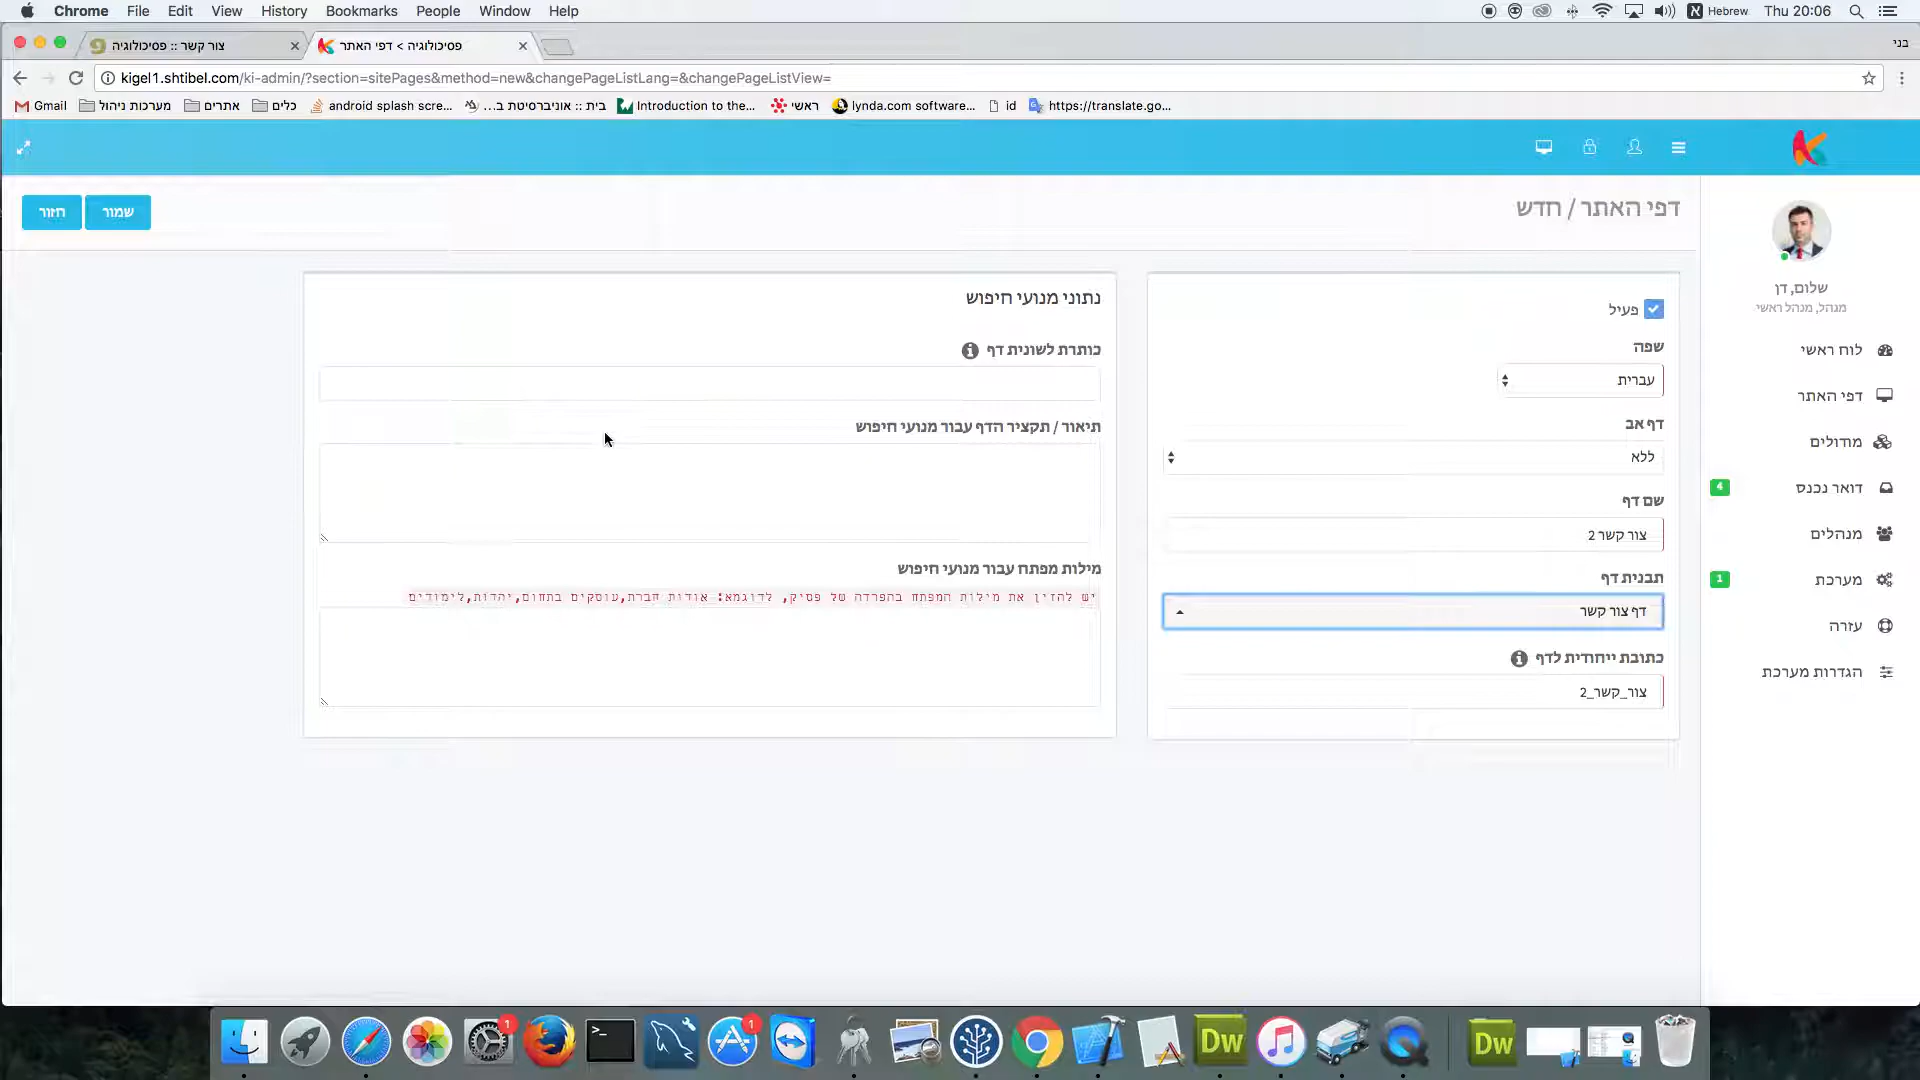 Chrome File Edit View History Bookmarks People Window Help
Hebrew Thu 20:06
צור קשר :: פסיכולוגיה
פסיכולוגיה > דפי האתר
בני
kigel1.shtibel.com/ki-admin/?section=sitePages&method=new&changePageListLang=&changePageListView=
Gmail
מערכות ניהול
אתרים
כלים
android splash scre...
בית :: אוניברסיטת ב...
Introduction to the...
ראשי
lynda.com software...
id
https://translate.go...
דפי האתר / חדש
שמור
חזור
שלום, דן
מנהל, מנהל ראשי
לוח ראשי
דפי האתר
מודולים
דואר נכנס 4
מנהלים
מערכת 1
עזרה
הגדרות מערכת
פעיל
שפה
עברית
דף אב
ללא
שם דף
צור קשר 2
תבנית דף
דף צור קשר
כתובת ייחודית לדף
צור_קשר_2
נתוני מנועי חיפוש
כותרת לשונית דף
תיאור / תקציר הדף עבור מנועי חיפוש
מילות מפתח עבור מנועי חיפוש
יש להזין את מילות המפתח בהפרדה של פסיק, לדוגמא: אודות חברת,עוסקים בתחום,יהדות,לימודים
1
1
Dw
Dw